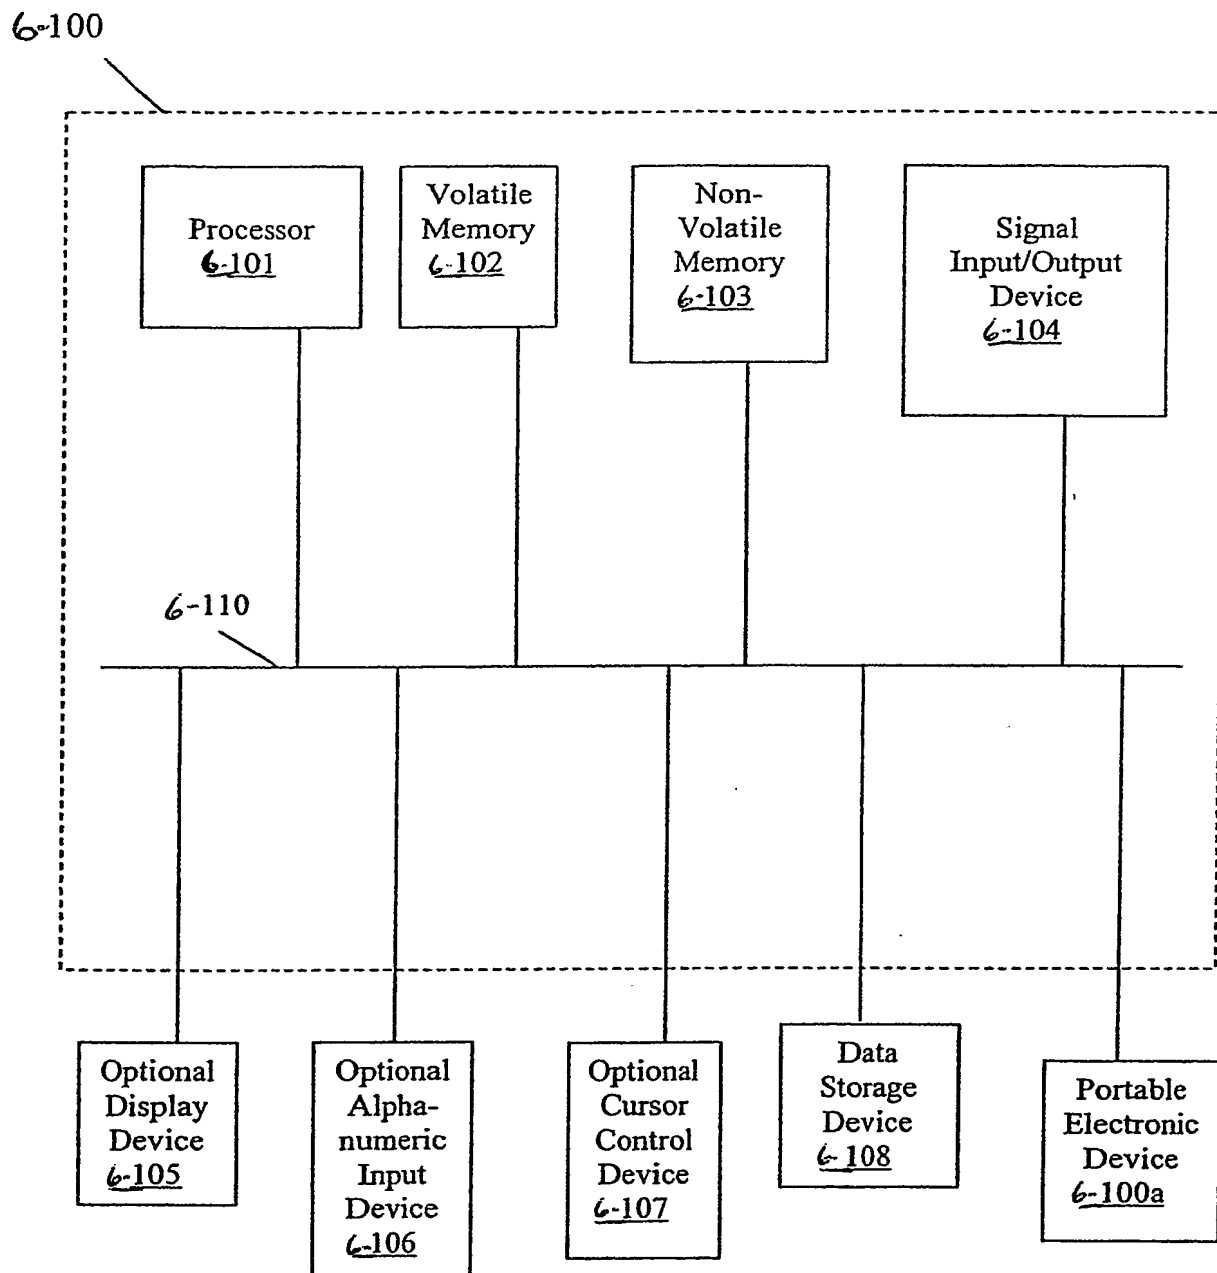 6-100
Processor
6-101
Volatile
Memory
6-102
Non-
Volatile
Memory
6-103
Signal
Input/Output
Device
6-104
6-110
Optional
Display
Device
6-105
Optional
Alpha-
numeric
Input
Device
6-106
Optional
Cursor
Control
Device
6-107
Data
Storage
Device
6-108
Portable
Electronic
Device
6-100a